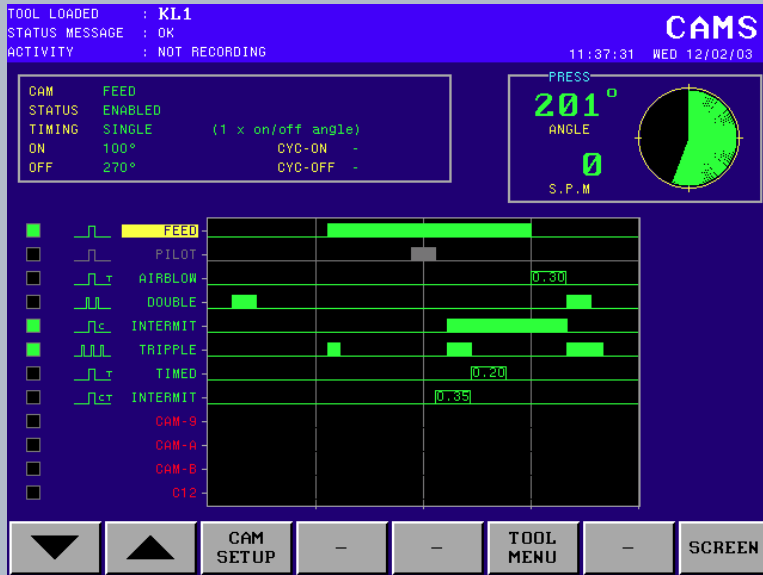 TOOL LOADED : KL1
CAMS
STATUS MESSAGE : OK
ACTIVITY : NOT RECORDING
11:37:31 WED 12/02/03
CAM FEED
STATUS ENABLED
TIMING SINGLE (1 x on/off angle)
ON 100° CYC-ON -
OFF 270° CYC-OFF -
PRESS
201°
ANGLE
0
S.P.M
FEED
PILOT
T AIRBLOW 0.30
DOUBLE
C INTERMIT
TRIPPLE
T TIMED 0.20
CT INTERMIT 0.35
CAM-9
CAM-A
CAM-B
C12
CAM SETUP
-
-
TOOL MENU
-
SCREEN